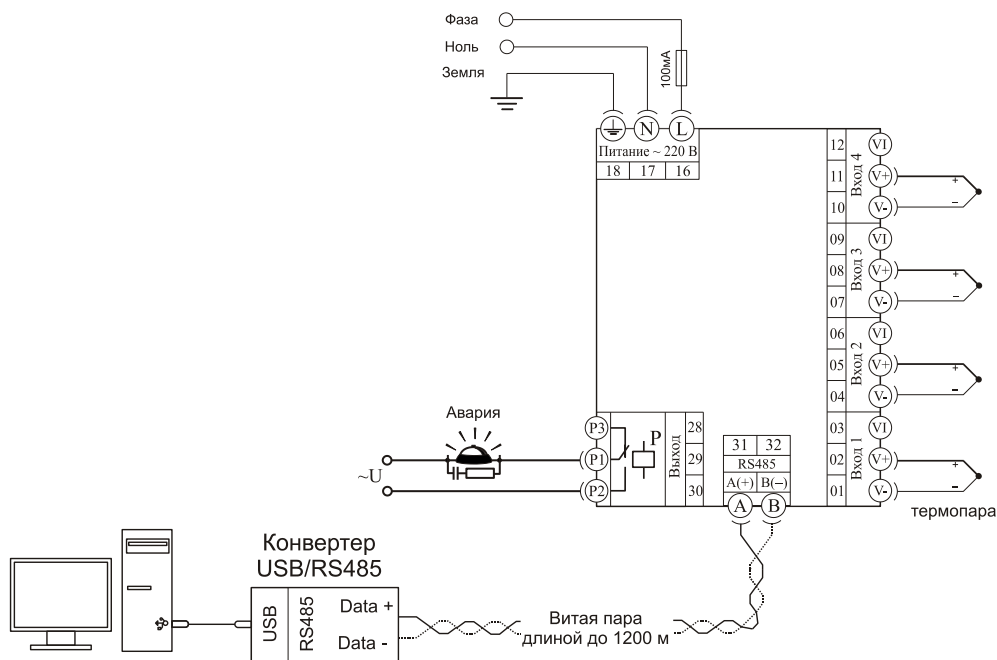 Фаза
Ноль
Земля
100мА
N L
Питание ~ 220 В
18 17 16
12 VI
11 V+ + Вход 4
10 V- –
09 VI
08 V+ + Вход 3
07 V- –
06 VI
05 V+ + Вход 2
04 V- –
03 VI
02 V+ + Вход 1
01 V- –
термопара
Авария
~U
P3 P 28
P1 Выход 29
P2 30
31 32
RS485
A(+) B(–)
A B
Конвертер
USB/RS485
USB
RS485
Data +
Data -
Витая пара
длиной до 1200 м